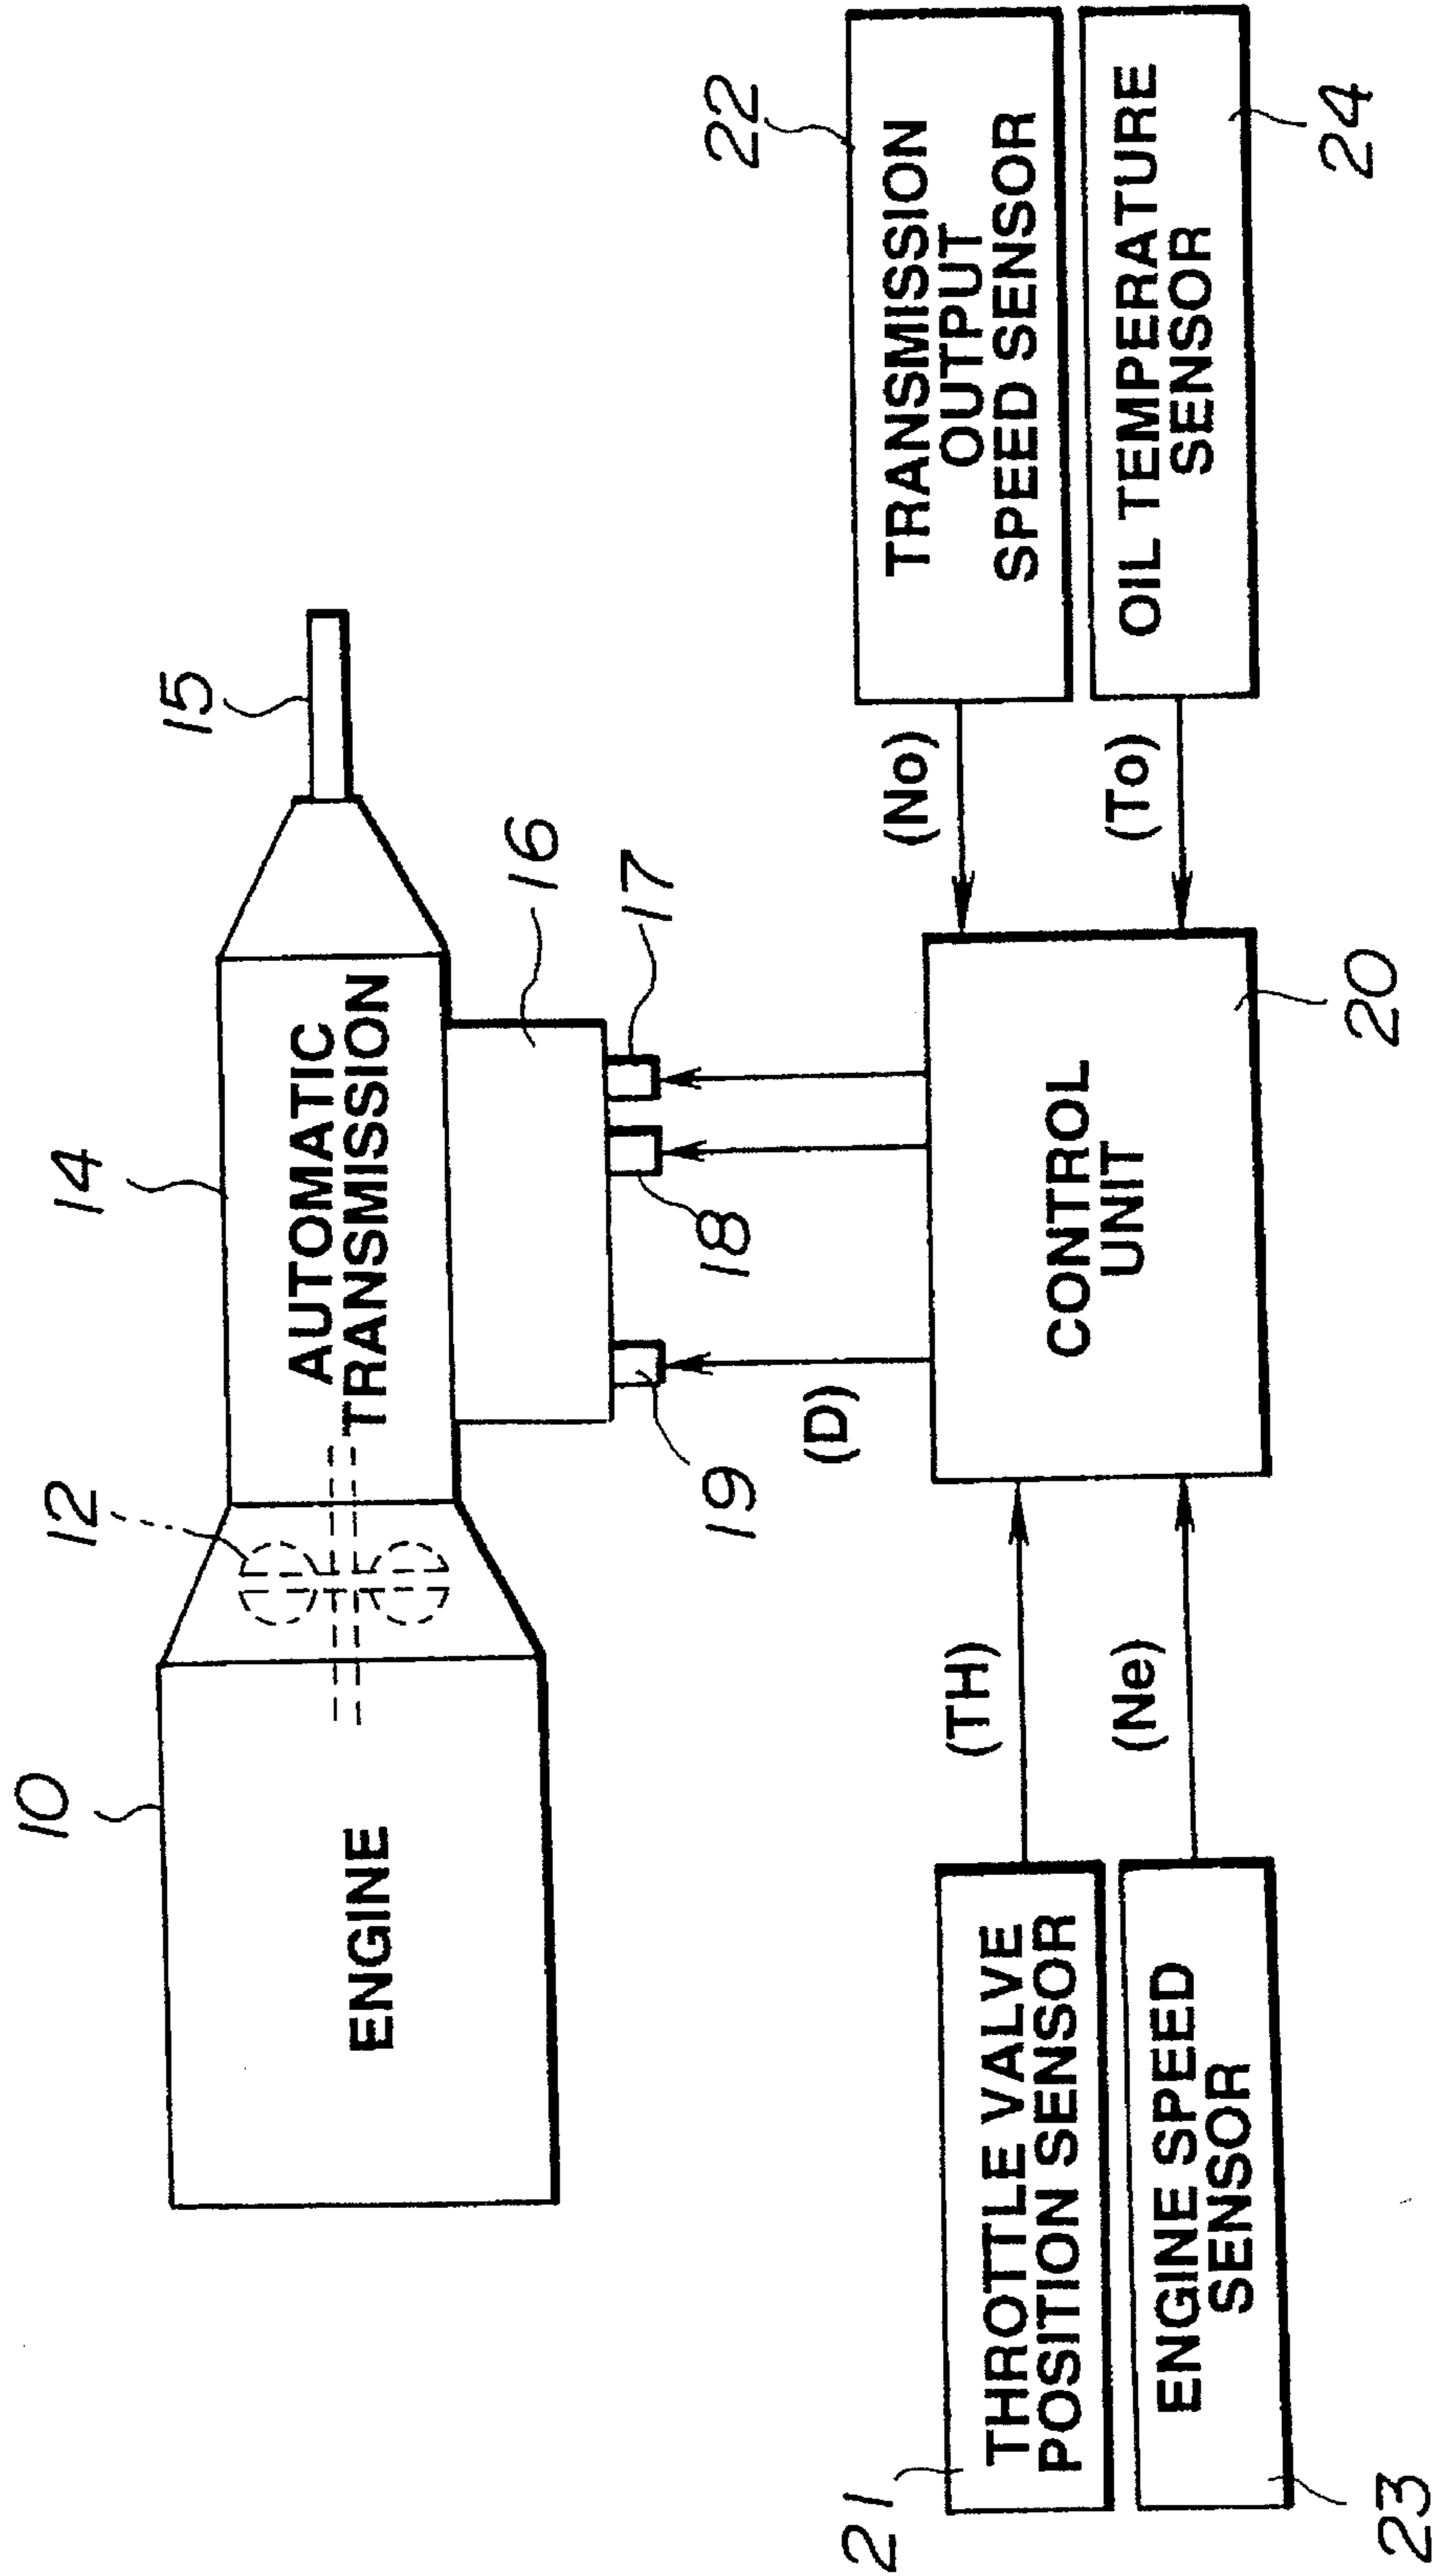 10
12
14
15
ENGINE
AUTOMATIC
TRANSMISSION
16
17
18
19
(D)
21
THROTTLE VALVE
POSITION SENSOR
(TH)
ENGINE SPEED
SENSOR
23
(Ne)
CONTROL
UNIT
20
(No)
(To)
22
TRANSMISSION
OUTPUT
SPEED SENSOR
OIL TEMPERATURE
SENSOR
24